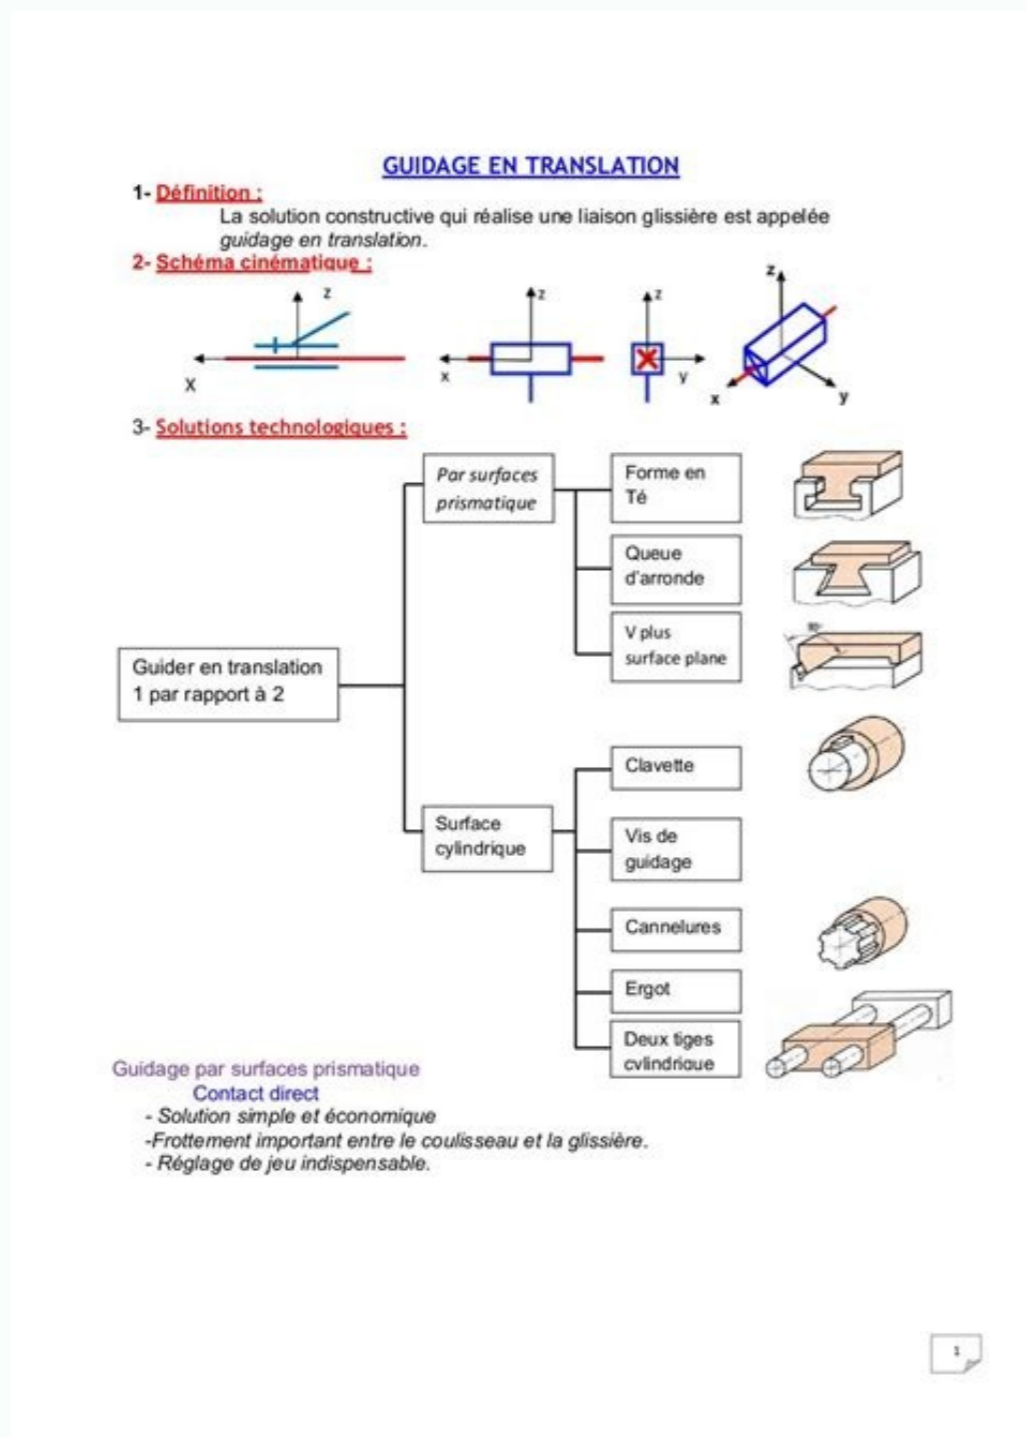 GUIDAGE EN TRANSLATION
1- Définition :
La solution constructive qui réalise une liaison glissière est appelée
guidage en translation.
2- Schéma cinématique :
z
X
z
x
z
y
z
x
y
3- Solutions technologiques :
Par surfaces
prismatique
Forme en
Té
Queue
d'arronde
V plus
surface plane
90°
Guider en translation
1 par rapport à 2
Clavette
Surface
cylindrique
Vis de
guidage
Cannelures
Ergot
Deux tiges
cylindrique
Guidage par surfaces prismatique
Contact direct
- Solution simple et économique
-Frottement important entre le coulisseau et la glissière.
- Réglage de jeu indispensable.
1